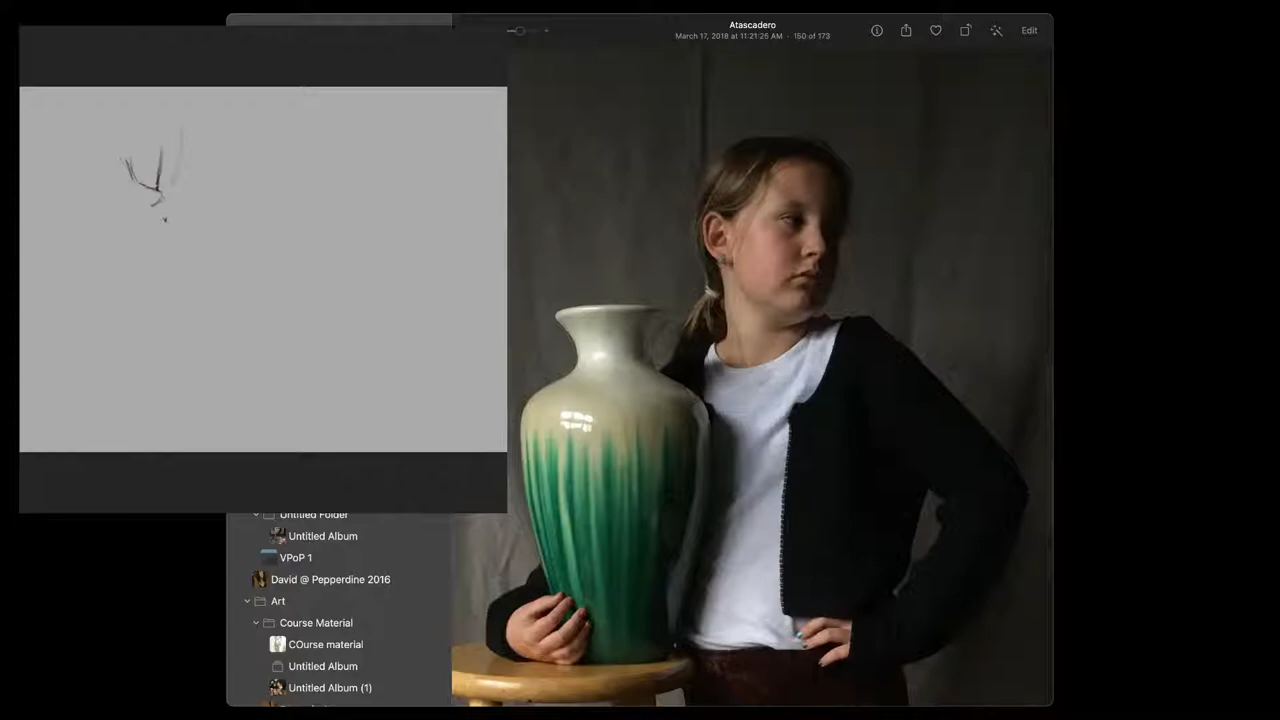 Atascadero
March 17, 2018 at 11:21:26 AM · 150 of 173
Edit
Untitled Folder
Untitled Album
VPoP 1
David @ Pepperdine 2016
Art
Course Material
COurse material
Untitled Album
Untitled Album (1)